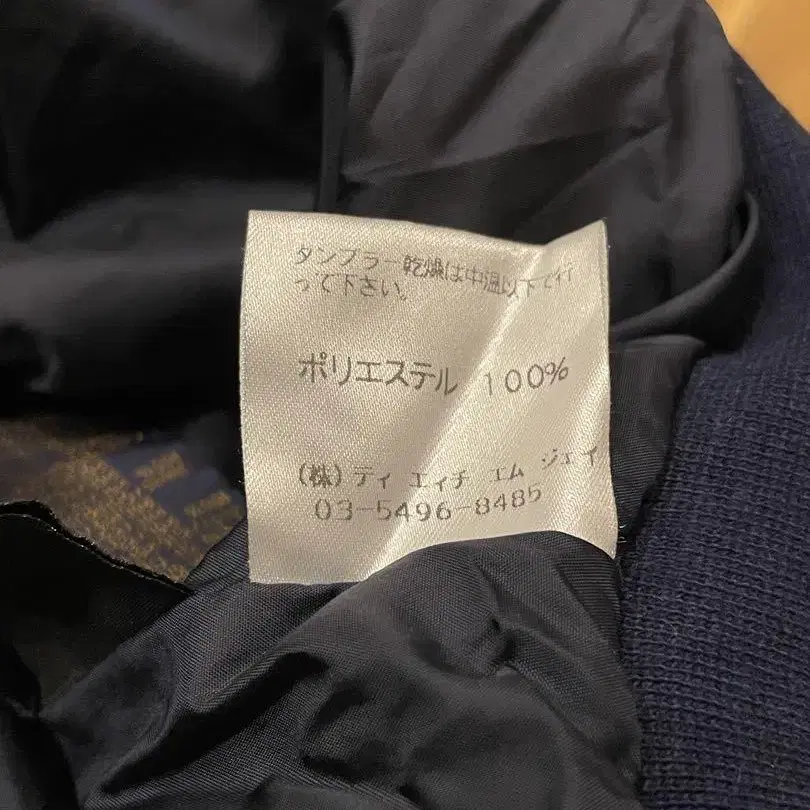 タンブラー乾燥は中温以下で行
って下さい。
ポリエステル 100%
(株)ティ エイチ エム ジェイ
03-5496-8485